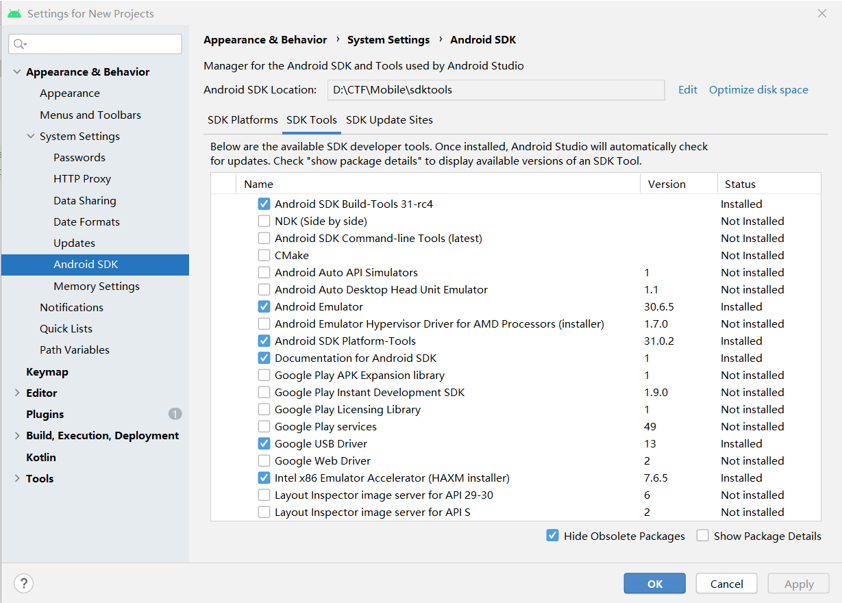 Settings for New Projects
Appearance & Behavior
Appearance
Menus and Toolbars
System Settings
Passwords
HTTP Proxy
Data Sharing
Date Formats
Updates
Android SDK
Memory Settings
Notifications
Quick Lists
Path Variables
Keymap
Editor
Plugins 1
Build, Execution, Deployment
Kotlin
Tools
Appearance & Behavior › System Settings › Android SDK
Manager for the Android SDK and Tools used by Android Studio
Android SDK Location: D:\CTF\Mobile\sdktools Edit Optimize disk space
SDK Platforms SDK Tools SDK Update Sites
Below are the available SDK developer tools. Once installed, Android Studio will automatically check
for updates. Check "show package details" to display available versions of an SDK Tool.
Name Version Status
Android SDK Build-Tools 31-rc4 Installed
NDK (Side by side) Not Installed
Android SDK Command-line Tools (latest) Not Installed
CMake Not Installed
Android Auto API Simulators 1 Not installed
Android Auto Desktop Head Unit Emulator 1.1 Not installed
Android Emulator 30.6.5 Installed
Android Emulator Hypervisor Driver for AMD Processors (installer) 1.7.0 Not installed
Android SDK Platform-Tools 31.0.2 Installed
Documentation for Android SDK 1 Installed
Google Play APK Expansion library 1 Not installed
Google Play Instant Development SDK 1.9.0 Not installed
Google Play Licensing Library 1 Not installed
Google Play services 49 Not installed
Google USB Driver 13 Installed
Google Web Driver 2 Not installed
Intel x86 Emulator Accelerator (HAXM installer) 7.6.5 Installed
Layout Inspector image server for API 29-30 6 Not installed
Layout Inspector image server for API S 2 Not installed
Hide Obsolete Packages Show Package Details
? OK Cancel Apply